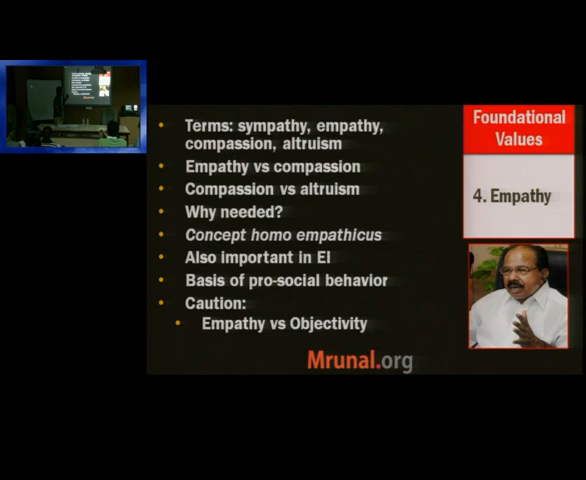 • Terms: sympathy, empathy,
compassion, altruism
• Empathy vs compassion
• Compassion vs altruism
• Why needed?
• Concept homo empathicus
• Also important in EI
• Basis of pro-social behavior
• Caution:
• Empathy vs Objectivity
Foundational
Values
4. Empathy
Mrunal.org